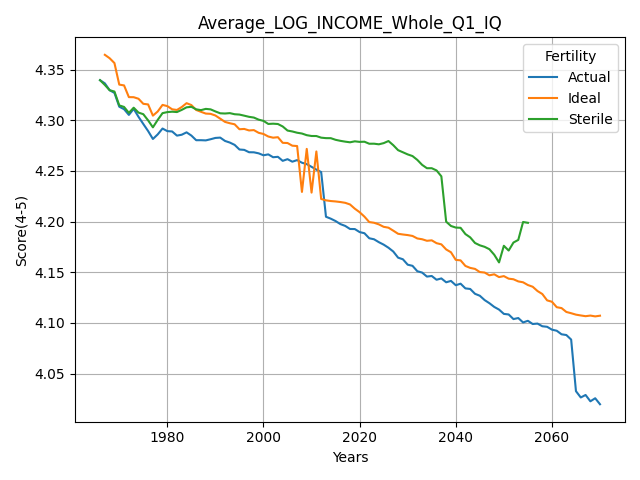 Average_LOG_INCOME_Whole_Q1_IQ
Score(4-5)
4.35
4.30
4.25
4.20
4.15
4.10
4.05
1980
2000
2020
2040
2060
Years
Fertility
Actual
Ideal
Sterile